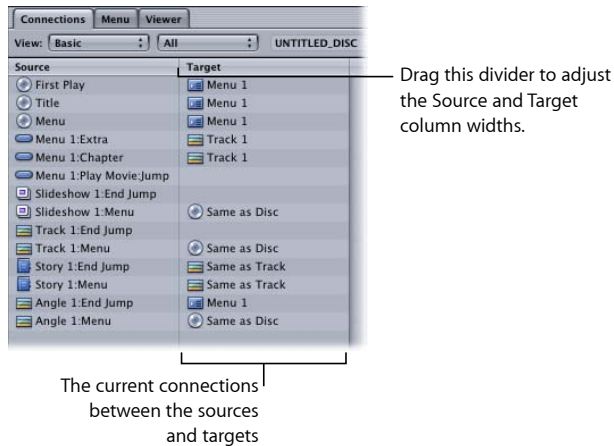 Connections Menu Viewer
View: Basic All UNTITLED_DISC
Source Target
First Play Menu 1
Title Menu 1
Menu Menu 1
Menu 1:Extra Track 1
Menu 1:Chapter Track 1
Menu 1:Play Movie:Jump
Slideshow 1:End Jump
Slideshow 1:Menu Same as Disc
Track 1:End Jump
Track 1:Menu Same as Disc
Story 1:End Jump Same as Track
Story 1:Menu Same as Track
Angle 1:End Jump Menu 1
Angle 1:Menu Same as Disc
Drag this divider to adjust
the Source and Target
column widths.
The current connections
between the sources
and targets